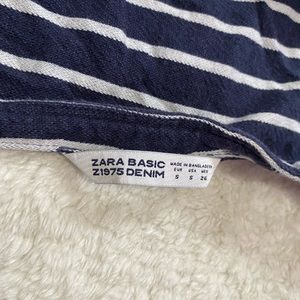 ZARA BASIC
Z1975 DENIM
MADE IN BANGLADESH
EUR USA MEX
S S 26